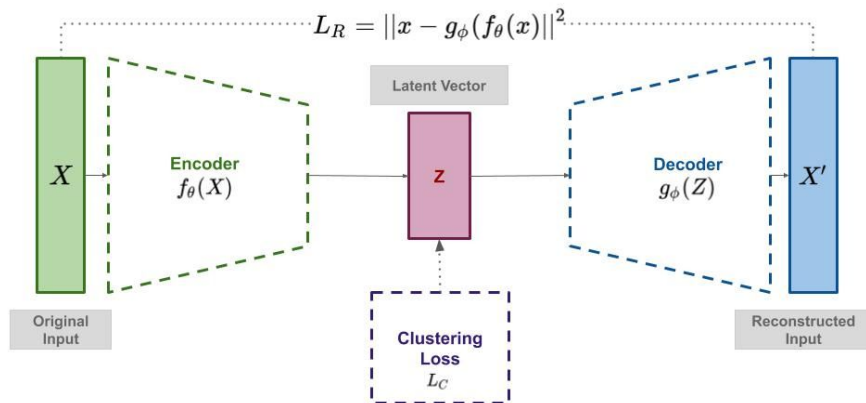 L_R = ||x − g_ϕ(f_θ(x)||²
Latent Vector
X
Encoder
f_θ(X)
Z
Decoder
g_ϕ(Z)
X′
Original
Input
Clustering
Loss
L_C
Reconstructed
Input